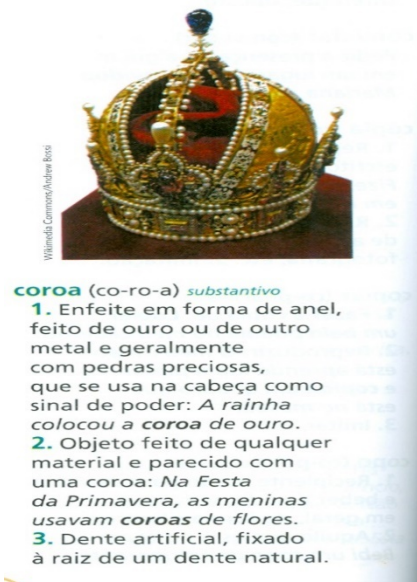 Wikimedia Commons/Andrew Bossi
coroa (co-ro-a) substantivo
1. Enfeite em forma de anel,
feito de ouro ou de outro
metal e geralmente
com pedras preciosas,
que se usa na cabeça como
sinal de poder: A rainha
colocou a coroa de ouro.
2. Objeto feito de qualquer
material e parecido com
uma coroa: Na Festa
da Primavera, as meninas
usavam coroas de flores.
3. Dente artificial, fixado
à raiz de um dente natural.